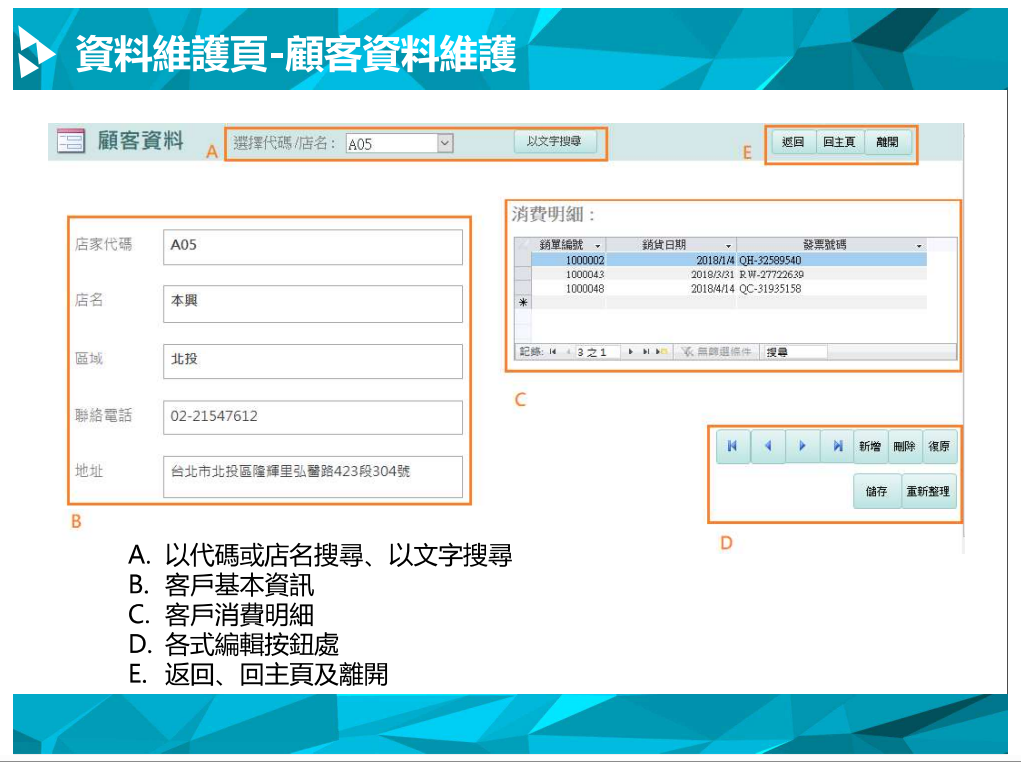 資料維護頁-顧客資料維護
顧客資料
A
選擇代碼/店名：
A05
以文字搜尋
E
返回
回主頁
離開
店家代碼
A05
店名
本興
區域
北投
聯絡電話
02-21547612
地址
台北市北投區隆輝里弘醫路423段304號
B
消費明細：
銷單編號 銷貨日期 發票號碼
1000002 2018/1/4 QH-32589540
1000043 2018/3/31 RW-27722639
1000048 2018/4/14 QC-31935158
*
記錄: 3 之 1 無篩選條件 搜尋
C
新增 刪除 復原
儲存 重新整理
D
A. 以代碼或店名搜尋、以文字搜尋
B. 客戶基本資訊
C. 客戶消費明細
D. 各式編輯按鈕處
E. 返回、回主頁及離開